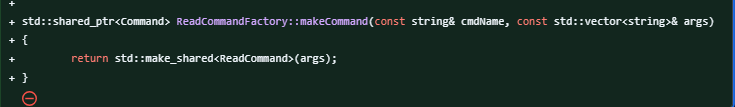 +
+ std::shared_ptr<Command> ReadCommandFactory::makeCommand(const string& cmdName, const std::vector<string>& args)
+ {
+         return std::make_shared<ReadCommand>(args);
+ }